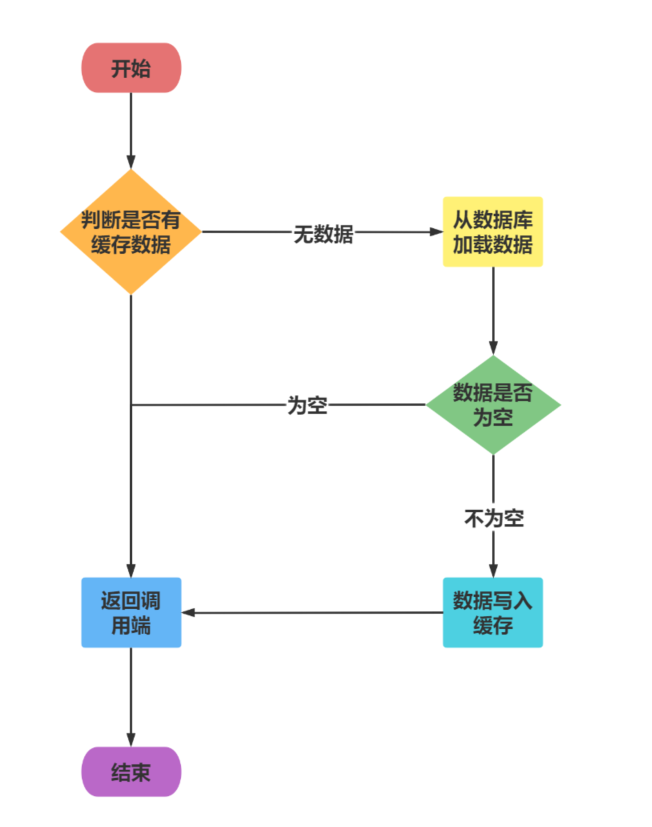 开始
判断是否有
缓存数据
无数据
从数据库
加载数据
数据是否
为空
为空
不为空
数据写入
缓存
返回调
用端
结束